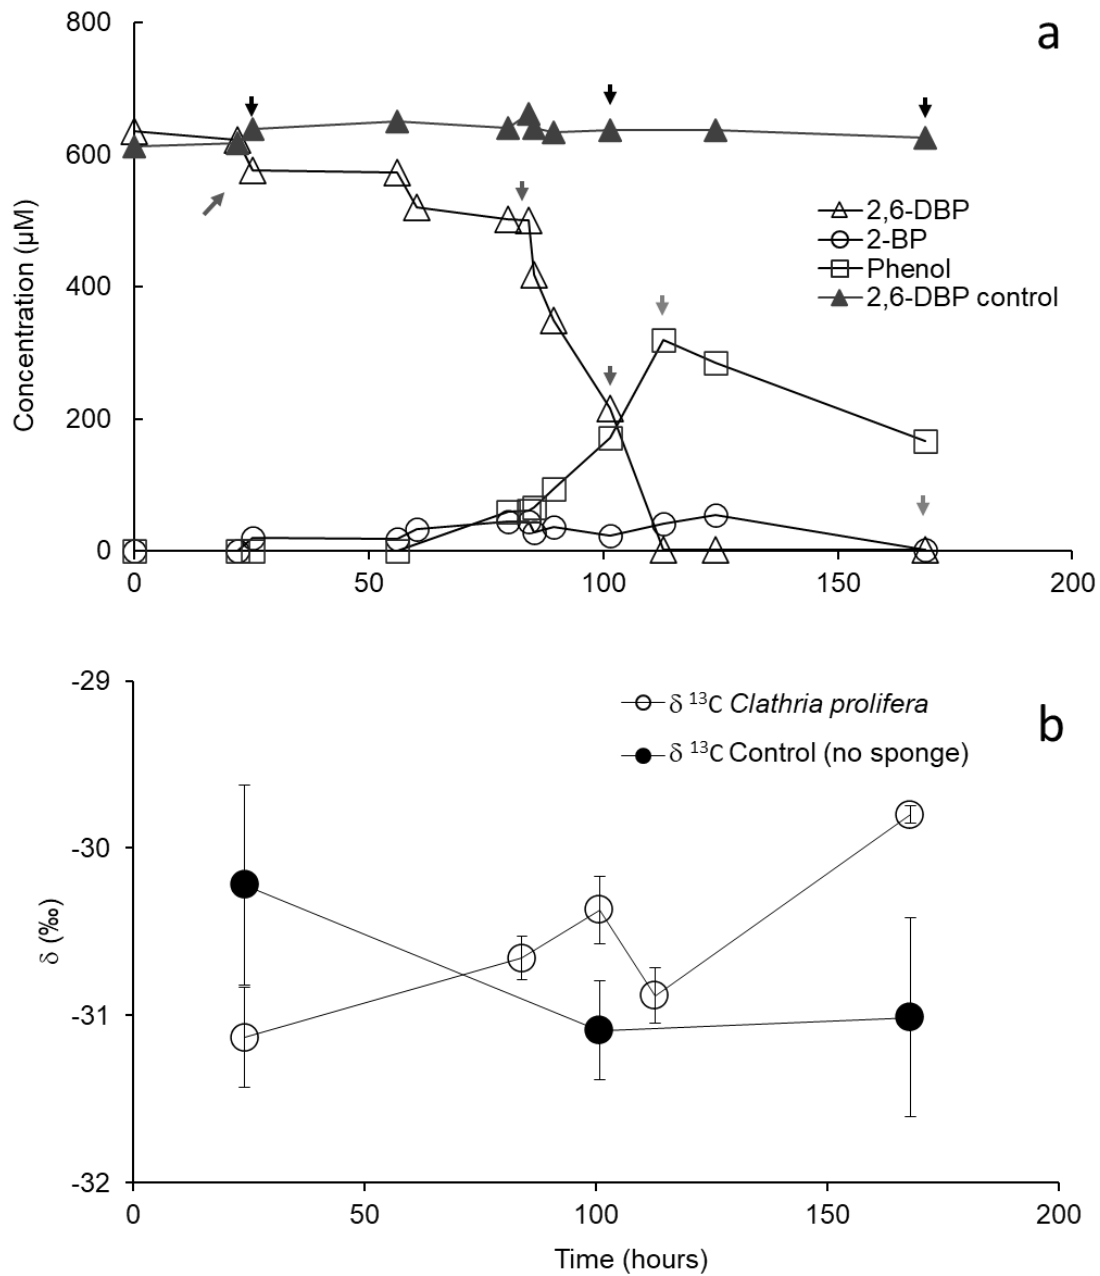 a
800
600
400
200
0
Concentration (µM)
2,6-DBP
2-BP
Phenol
2,6-DBP control
0 50 100 150 200
b
-29
-30
-31
-32
δ (‰)
δ ¹³C Clathria prolifera
δ ¹³C Control (no sponge)
0 50 100 150 200
Time (hours)